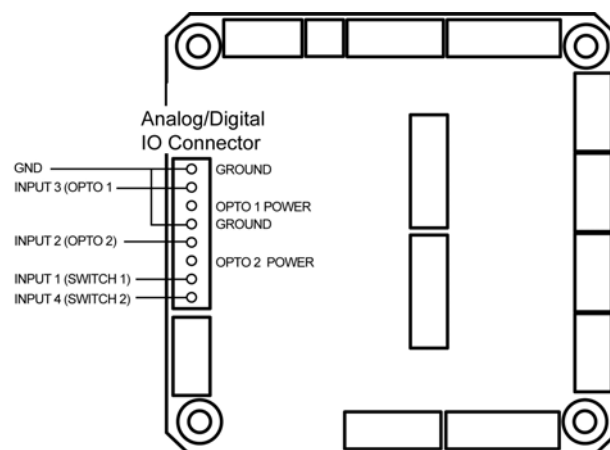 Analog/Digital
IO Connector
GND
GROUND
INPUT 3 (OPTO 1
OPTO 1 POWER
GROUND
INPUT 2 (OPTO 2)
OPTO 2 POWER
INPUT 1 (SWITCH 1)
INPUT 4 (SWITCH 2)